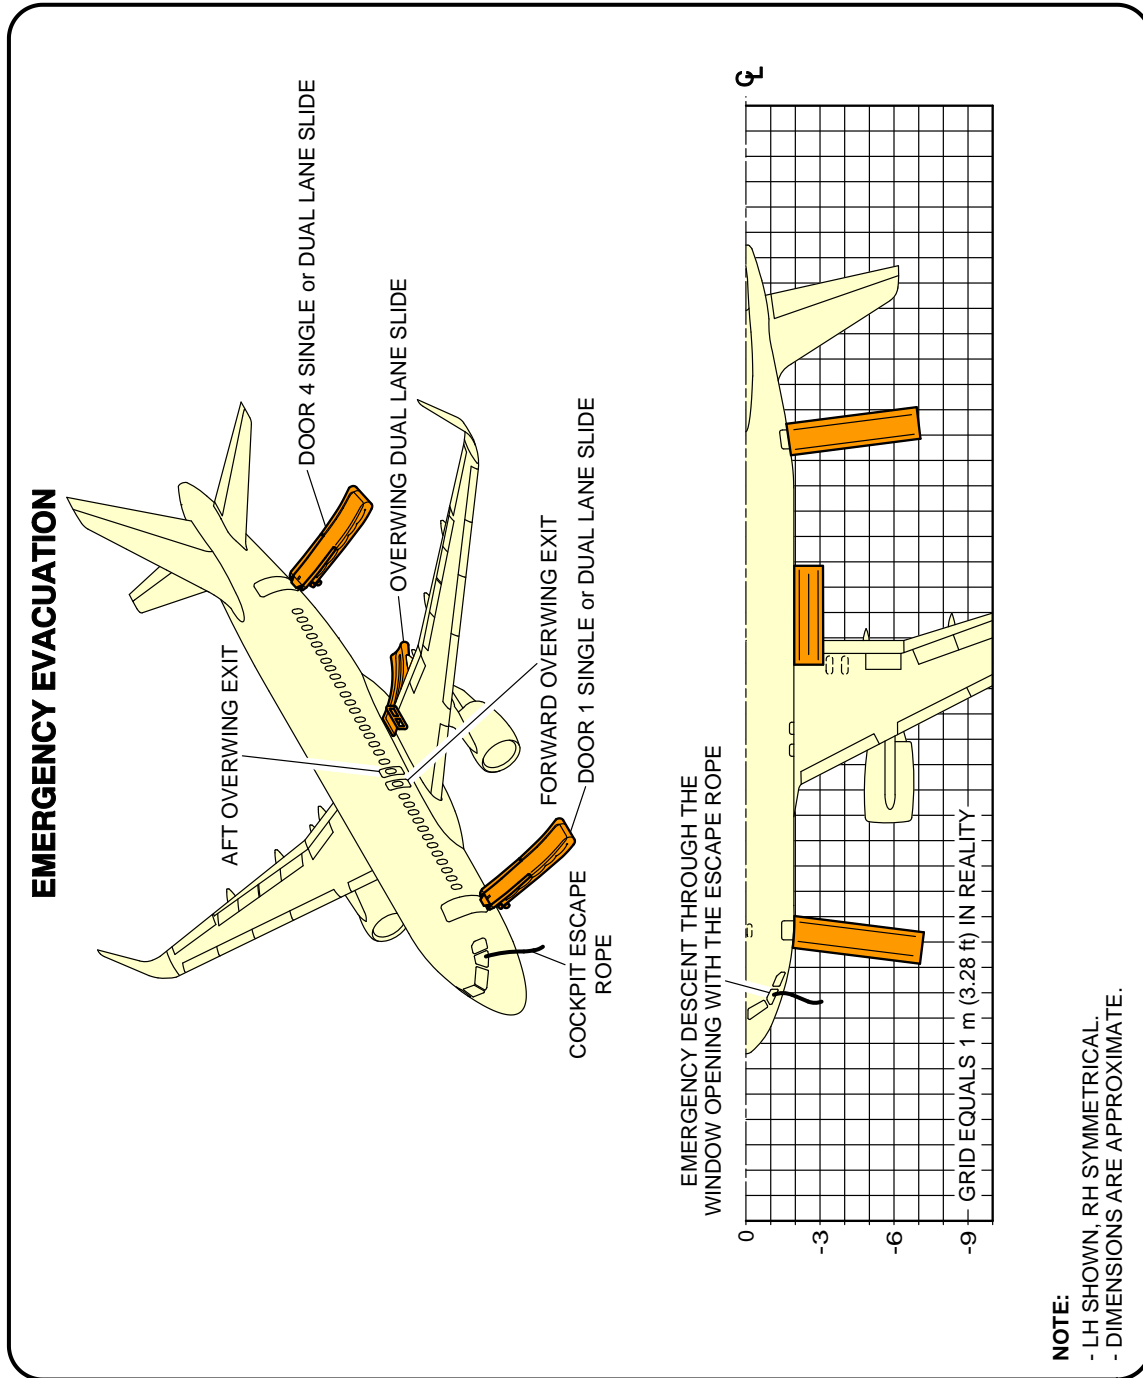 EMERGENCY EVACUATION
DOOR 4 SINGLE or DUAL LANE SLIDE
AFT OVERWING EXIT
OVERWING DUAL LANE SLIDE
FORWARD OVERWING EXIT
DOOR 1 SINGLE or DUAL LANE SLIDE
COCKPIT ESCAPE
ROPE
EMERGENCY DESCENT THROUGH THE
WINDOW OPENING WITH THE ESCAPE ROPE
℄
0
-3
-6
-9
GRID EQUALS 1 m (3.28 ft) IN REALITY
NOTE:
- LH SHOWN, RH SYMMETRICAL.
- DIMENSIONS ARE APPROXIMATE.